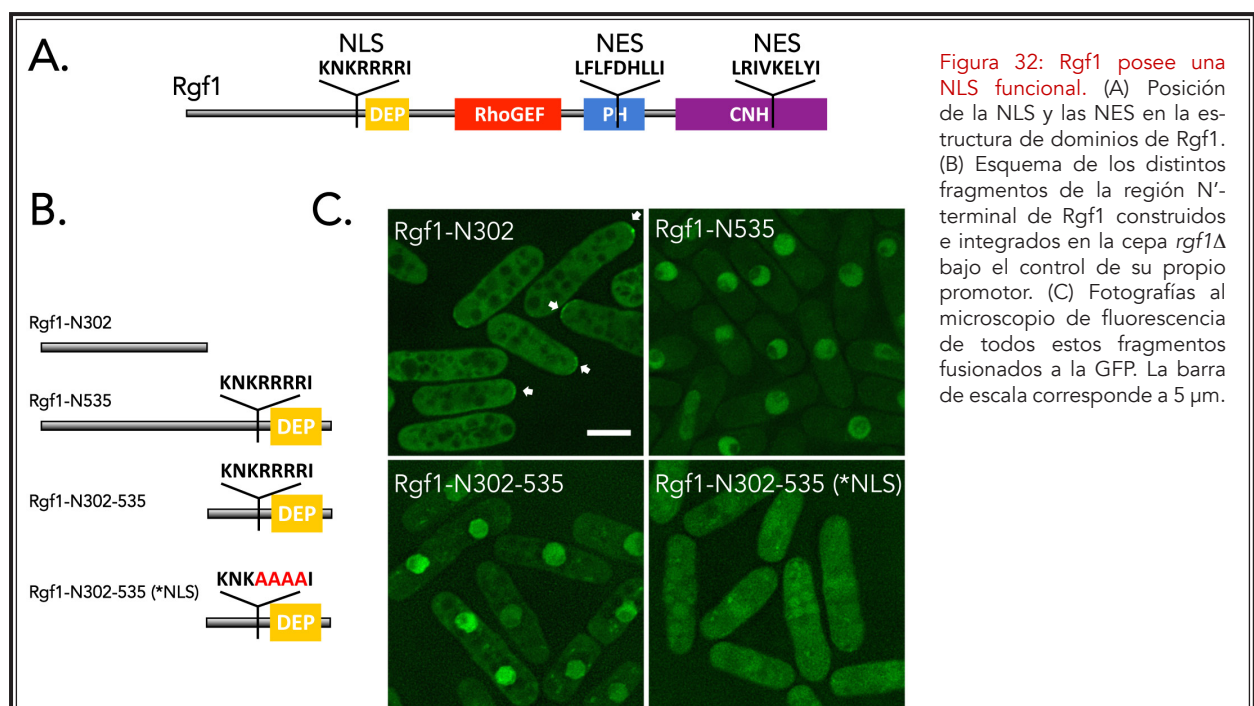 A.
NLS
KNKRRRRI
NES
LFLFDHLLI
NES
LRIVKELYI
Rgf1
DEP
RhoGEF
PH
CNH
Figura 32: Rgf1 posee una
NLS funcional. (A) Posición
de la NLS y las NES en la es-
tructura de dominios de Rgf1.
(B) Esquema de los distintos
fragmentos de la región N'-
terminal de Rgf1 construidos
e integrados en la cepa rgf1Δ
bajo el control de su propio
promotor. (C) Fotografías al
microscopio de fluorescencia
de todos estos fragmentos
fusionados a la GFP. La barra
de escala corresponde a 5 µm.
B.
Rgf1-N302
Rgf1-N535
KNKRRRRI
DEP
Rgf1-N302-535
KNKRRRRI
DEP
Rgf1-N302-535 (*NLS)
KNKAAAAI
DEP
C.
Rgf1-N302
Rgf1-N535
Rgf1-N302-535
Rgf1-N302-535 (*NLS)